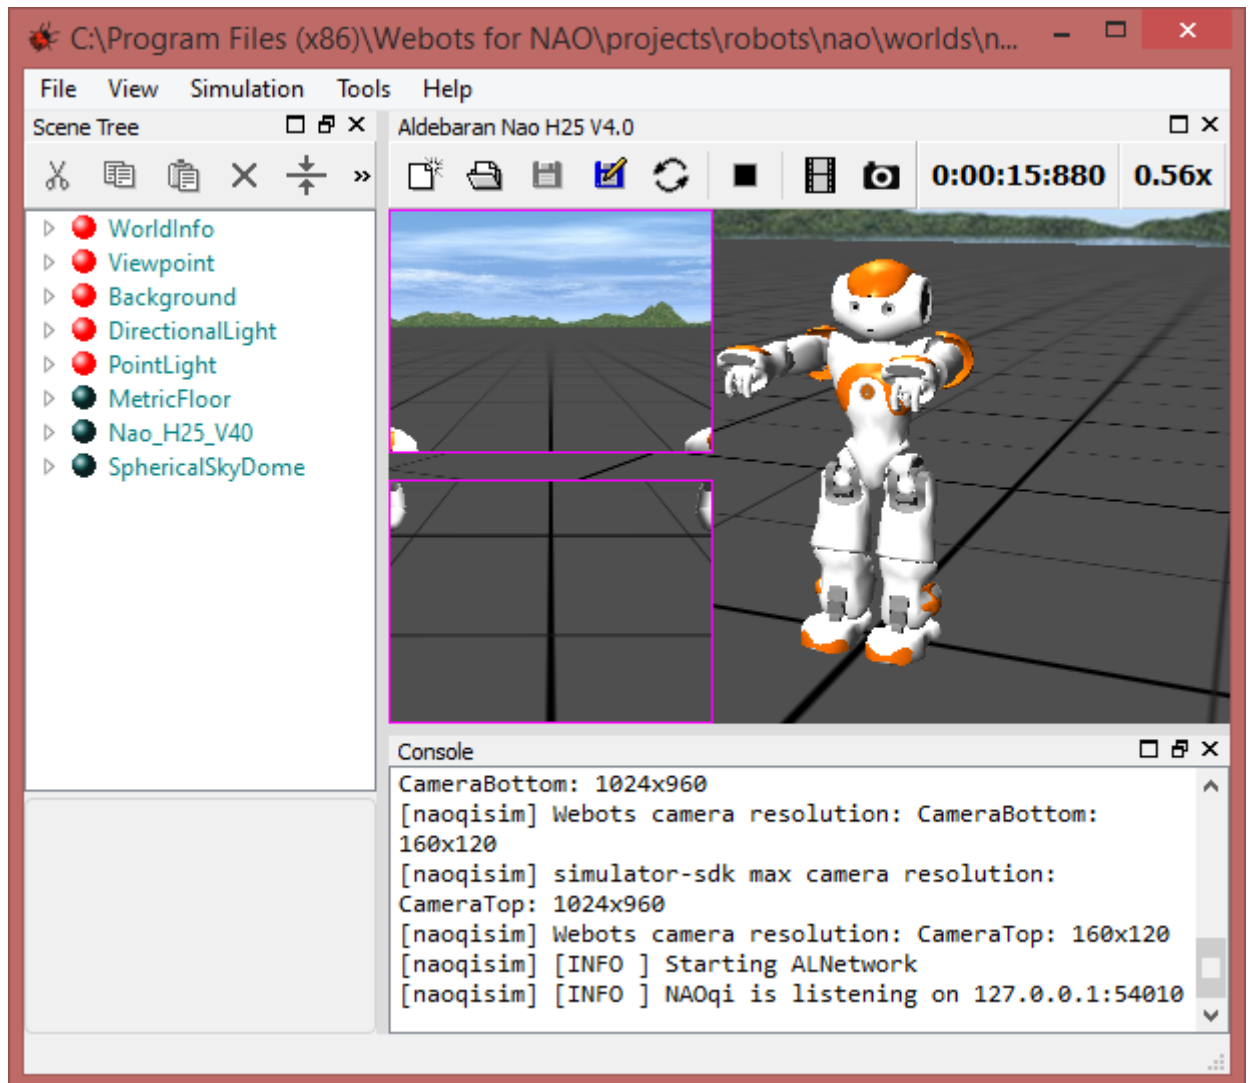 C:\Program Files (x86)\Webots for NAO\projects\robots\nao\worlds\n...
File View Simulation Tools Help
Scene Tree
Aldebaran Nao H25 V4.0
»
0:00:15:880 0.56x
WorldInfo
Viewpoint
Background
DirectionalLight
PointLight
MetricFloor
Nao_H25_V40
SphericalSkyDome
Console
CameraBottom: 1024x960
[naoqisim] Webots camera resolution: CameraBottom:
160x120
[naoqisim] simulator-sdk max camera resolution:
CameraTop: 1024x960
[naoqisim] Webots camera resolution: CameraTop: 160x120
[naoqisim] [INFO ] Starting ALNetwork
[naoqisim] [INFO ] NAOqi is listening on 127.0.0.1:54010